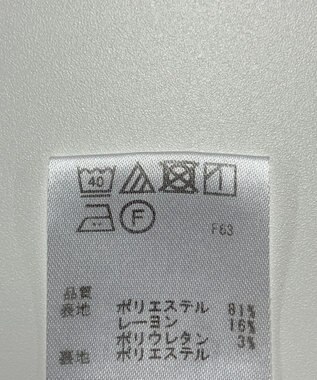 40
F
F63
品質
表地 ポリエステル 81%
レーヨン 16%
ポリウレタン 3%
裏地 ポリエステル